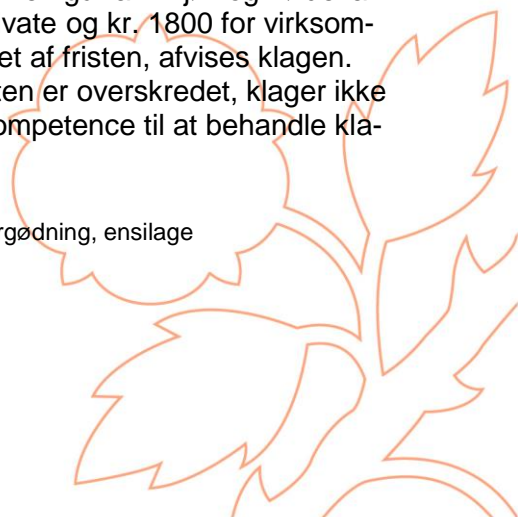 vate og kr. 1800 for virksom-
et af fristen, afvises klagen.
ten er overskredet, klager ikke
ompetence til at behandle kla-
rgødning, ensilage